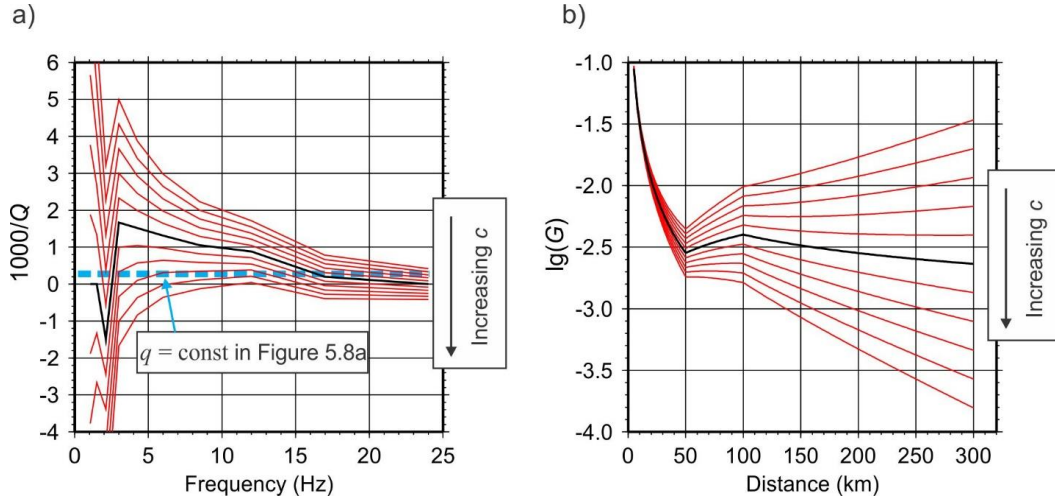 a)
6
5
4
3
2
1
0
-1
-2
-3
-4
1000/Q
0 5 10 15 20 25
Frequency (Hz)
q = const in Figure 5.8a
Increasing c
b)
-1.0
-1.5
-2.0
-2.5
-3.0
-3.5
-4.0
lg(G)
0 50 100 150 200 250 300
Distance (km)
Increasing c